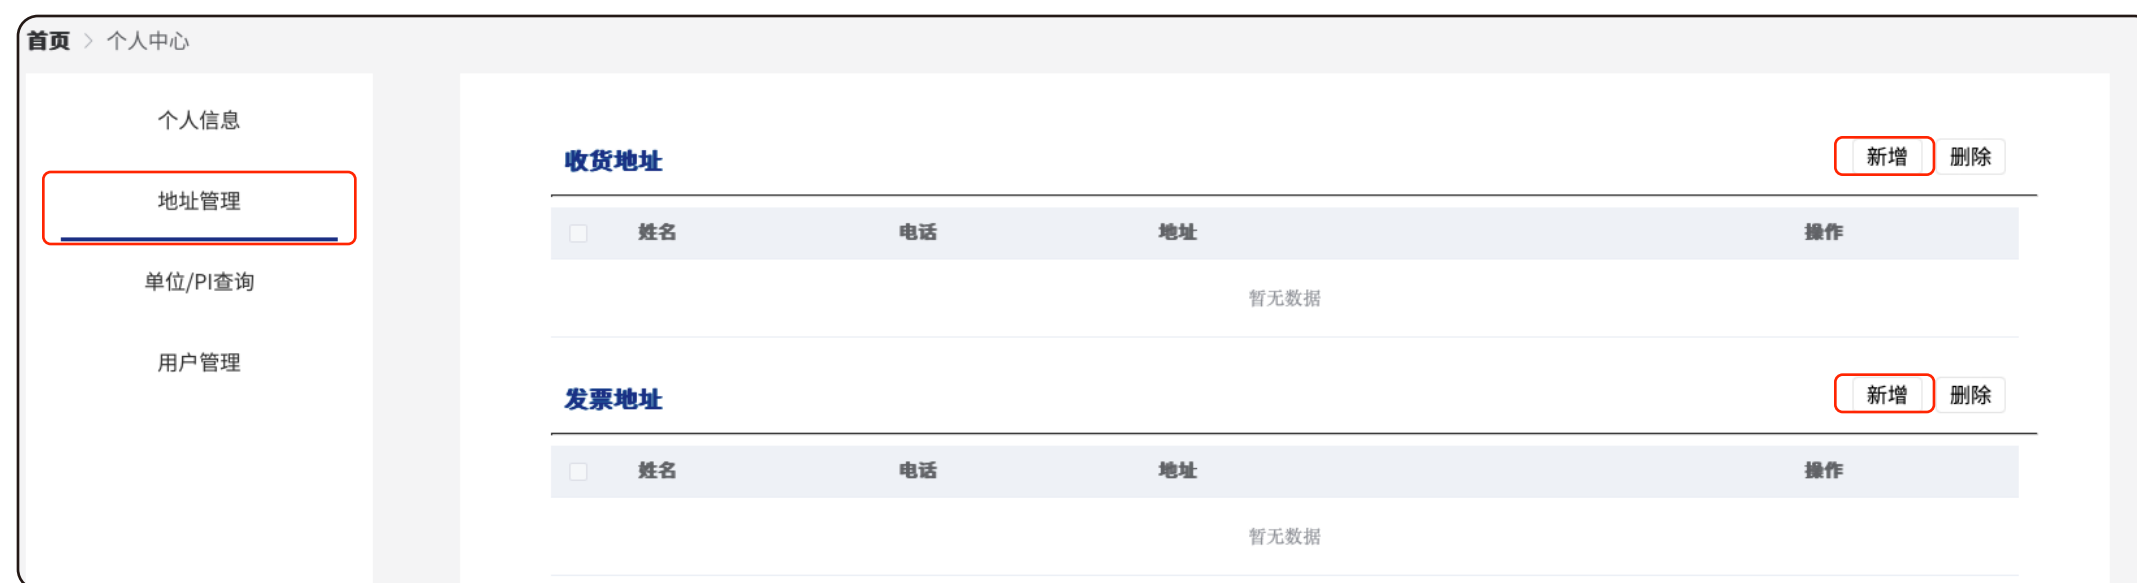 首页 > 个人中心
个人信息
地址管理
单位/PI查询
用户管理
收货地址 新增 删除
姓名 电话 地址 操作
暂无数据
发票地址 新增 删除
姓名 电话 地址 操作
暂无数据